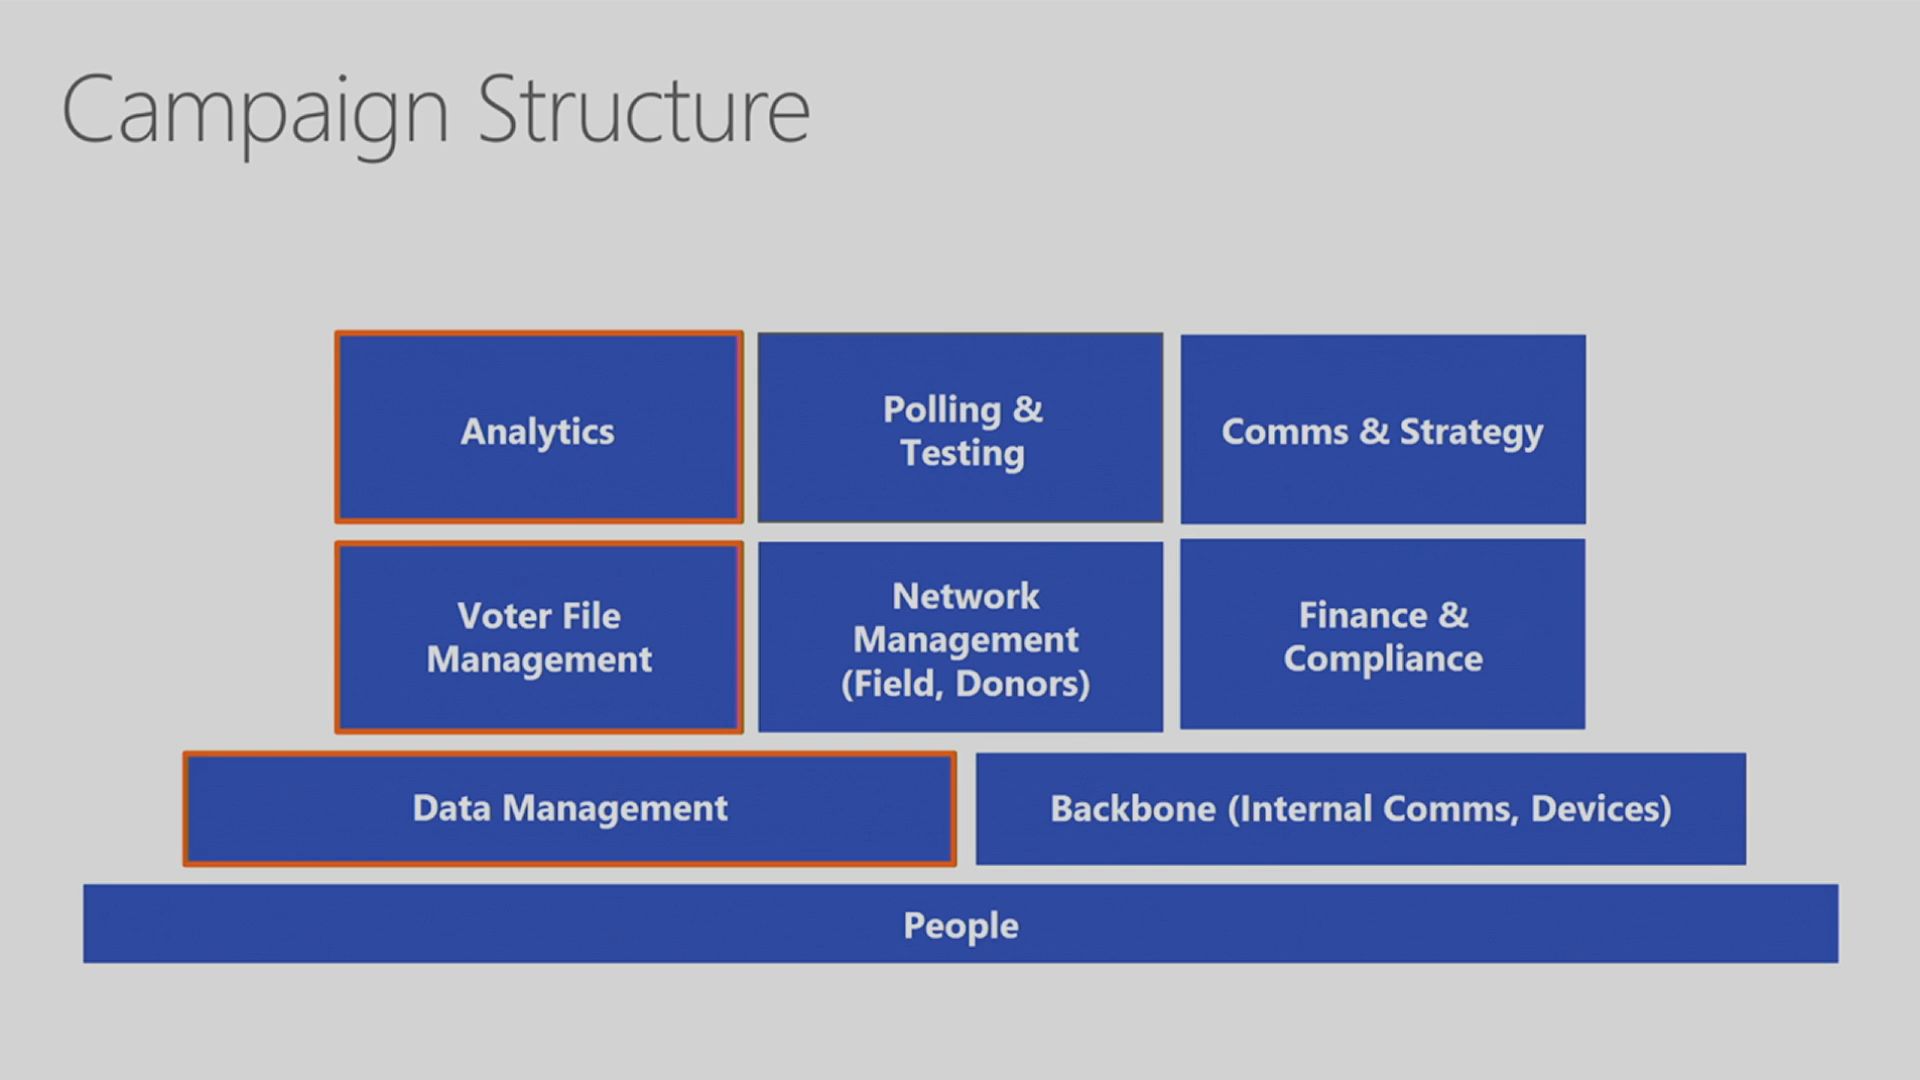 Campaign Structure
Analytics
Polling &
Testing
Comms & Strategy
Voter File
Management
Network
Management
(Field, Donors)
Finance &
Compliance
Data Management
Backbone (Internal Comms, Devices)
People